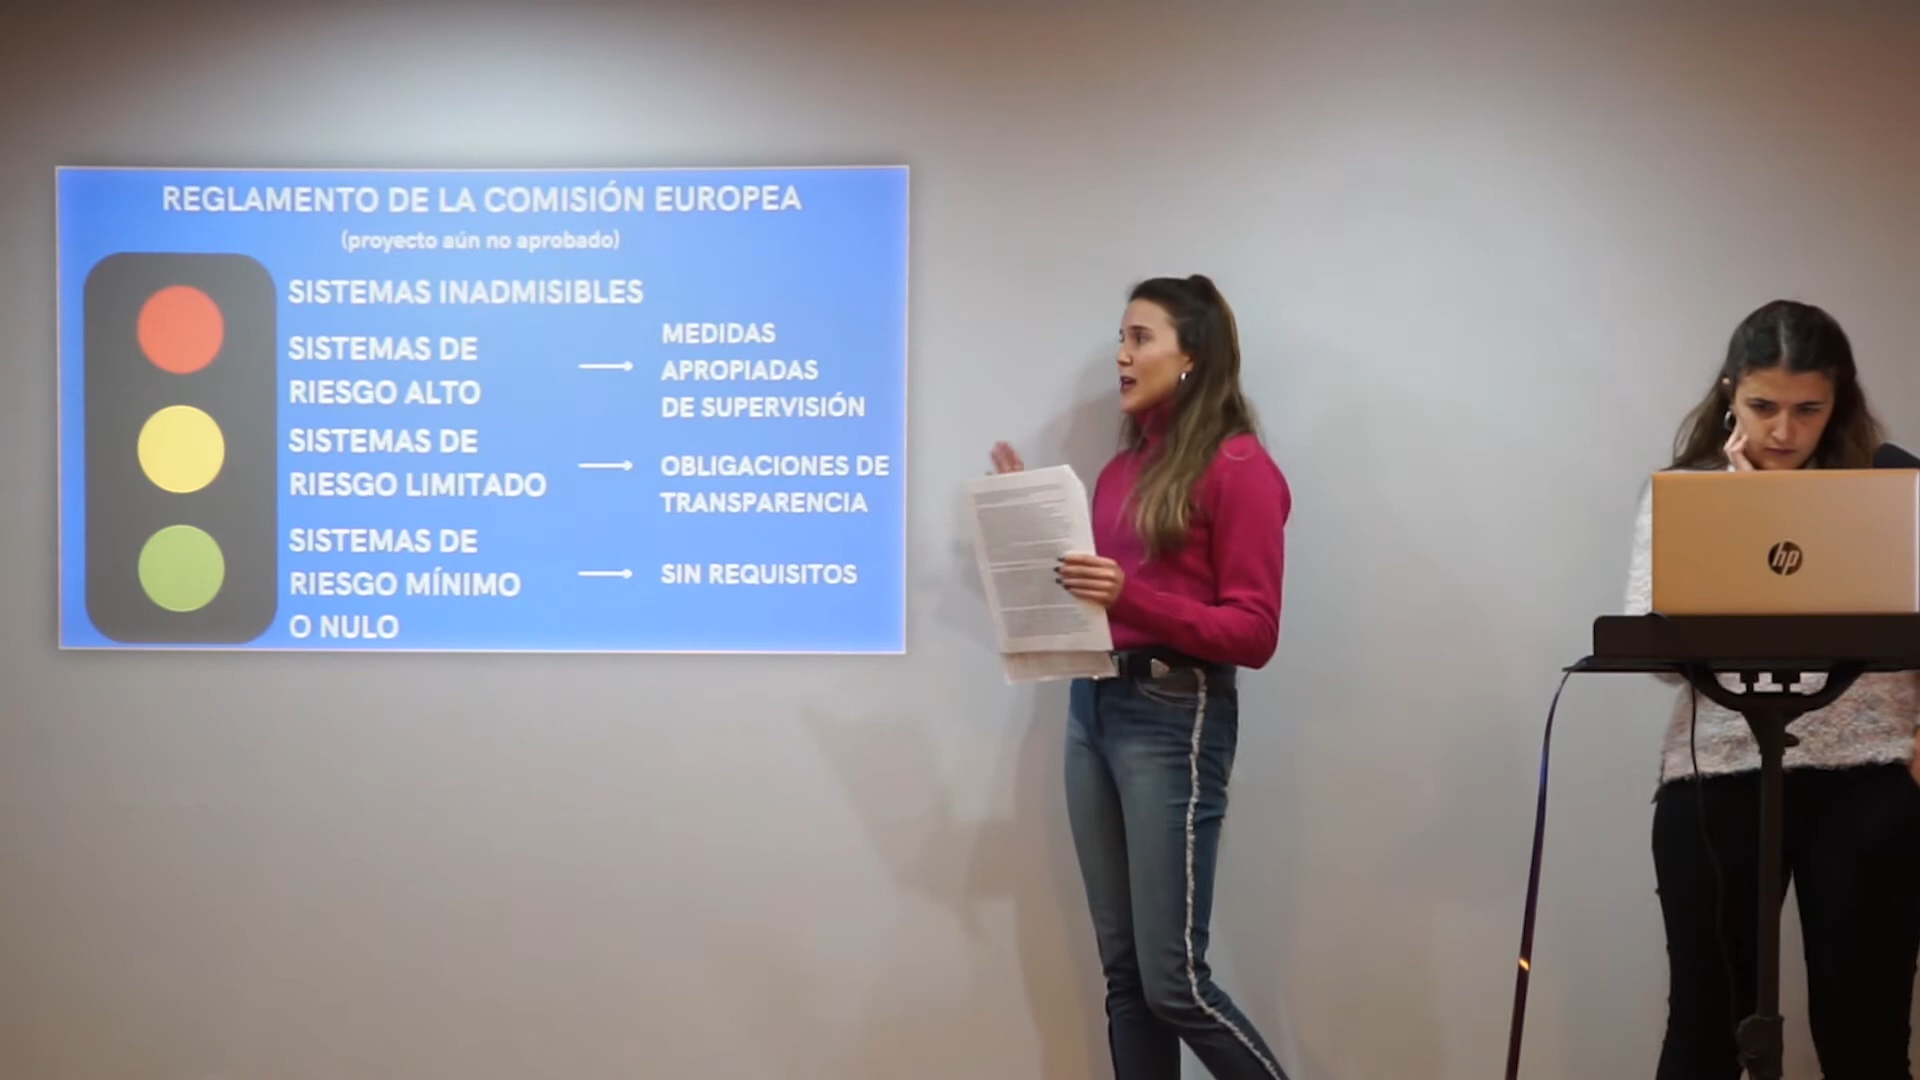 REGLAMENTO DE LA COMISIÓN EUROPEA
(proyecto aún no aprobado)
SISTEMAS INADMISIBLES
SISTEMAS DE
RIESGO ALTO
MEDIDAS
APROPIADAS
DE SUPERVISIÓN
SISTEMAS DE
RIESGO LIMITADO
OBLIGACIONES DE
TRANSPARENCIA
SISTEMAS DE
RIESGO MÍNIMO
O NULO
SIN REQUISITOS
hp